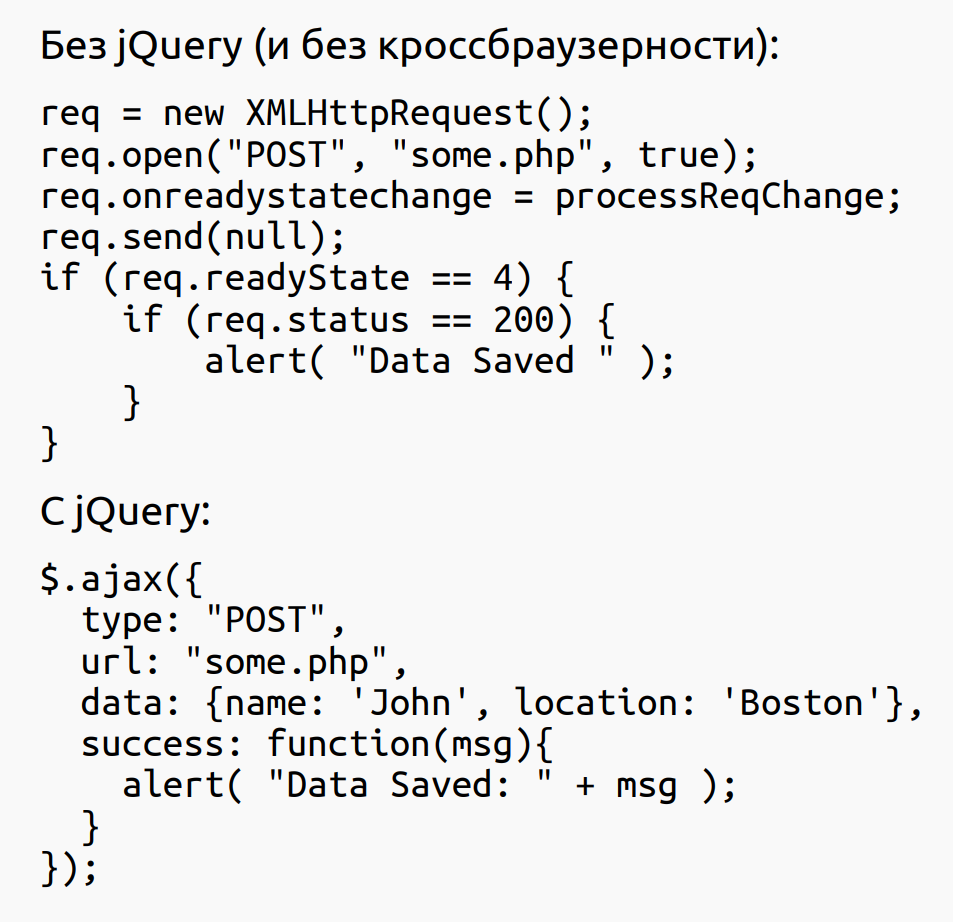 Без jQuery (и без кроссбраузерности):
req = new XMLHttpRequest();
req.open("POST", "some.php", true);
req.onreadystatechange = processReqChange;
req.send(null);
if (req.readyState == 4) {
    if (req.status == 200) {
        alert( "Data Saved " );
    }
}
С jQuery:
$.ajax({
  type: "POST",
  url: "some.php",
  data: {name: 'John', location: 'Boston'},
  success: function(msg){
    alert( "Data Saved: " + msg );
  }
});